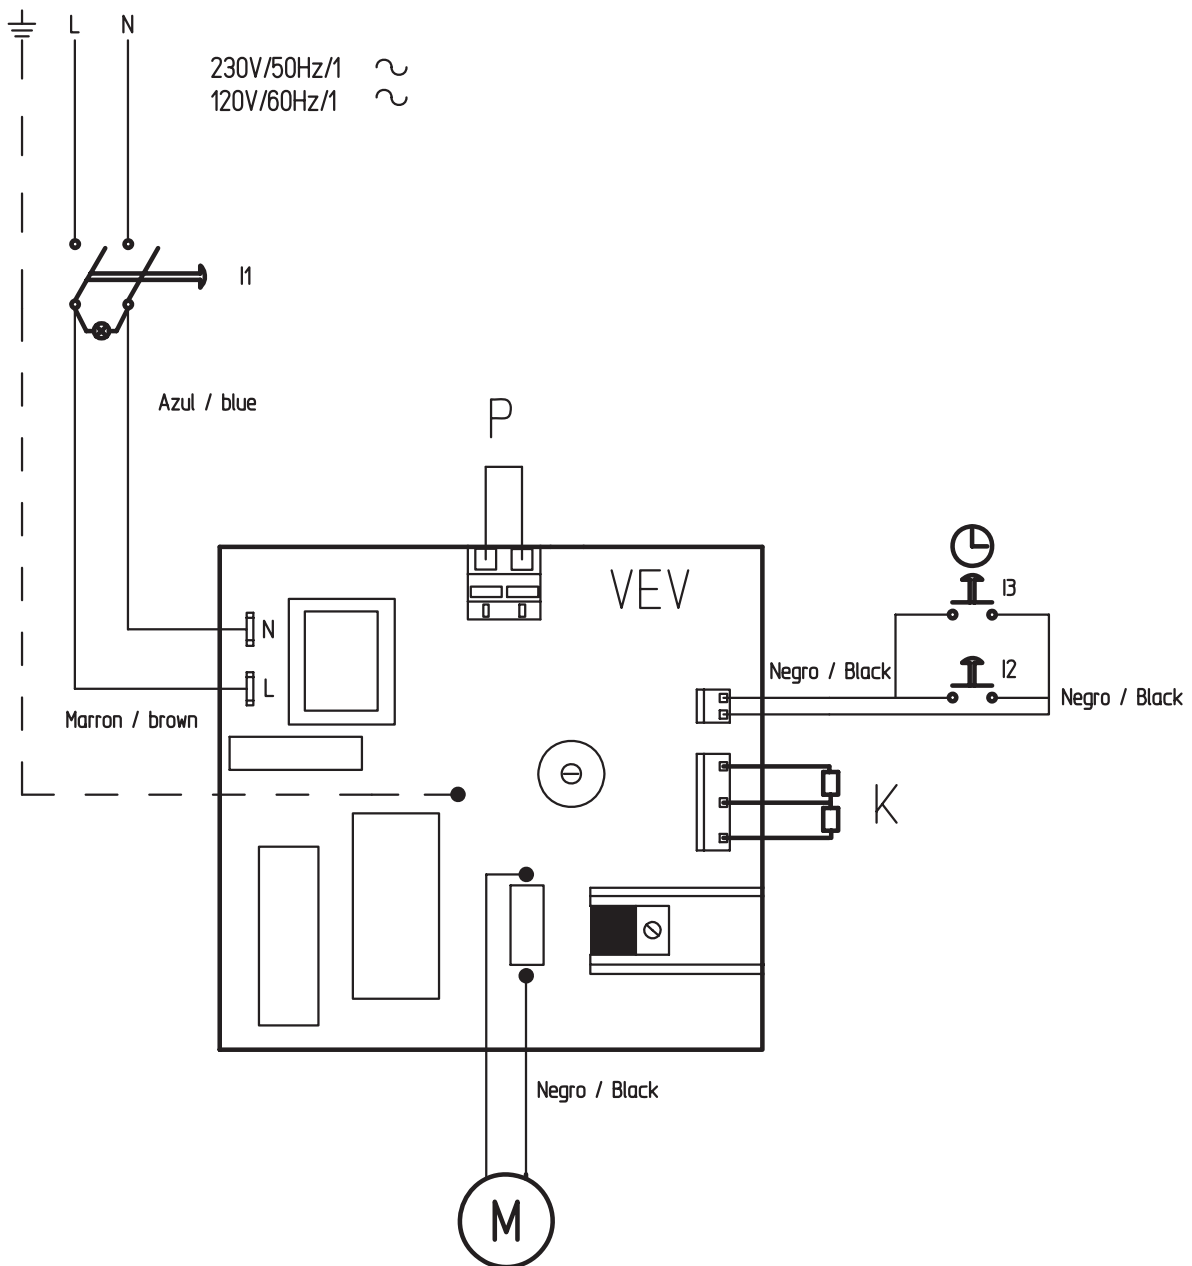 L N
230V/50Hz/1
120V/60Hz/1
I1
Azul / blue
P
VEV
I3
N
Negro / Black
I2
L
Negro / Black
Marron / brown
K
Negro / Black
M